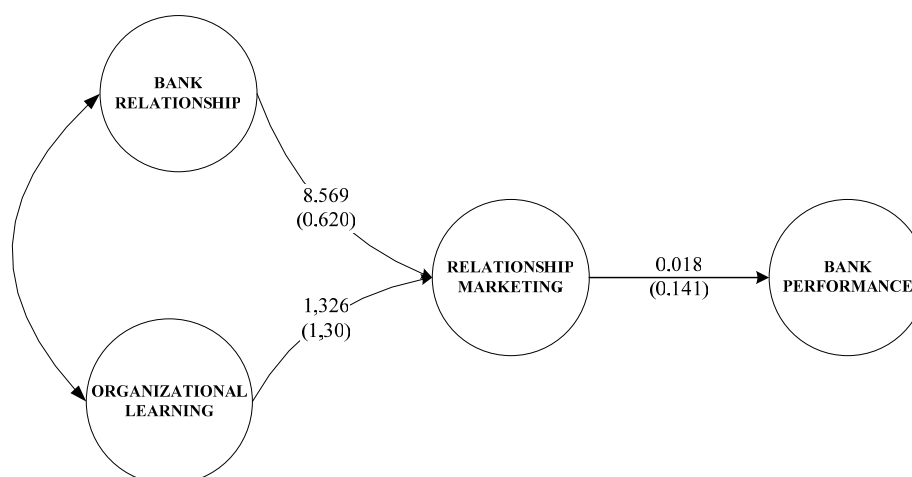 BANK
RELATIONSHIP
8.569
(0.620)
RELATIONSHIP
MARKETING
0.018
(0.141)
BANK
PERFORMANCE
1,326
(1,30)
ORGANIZATIONAL
LEARNING